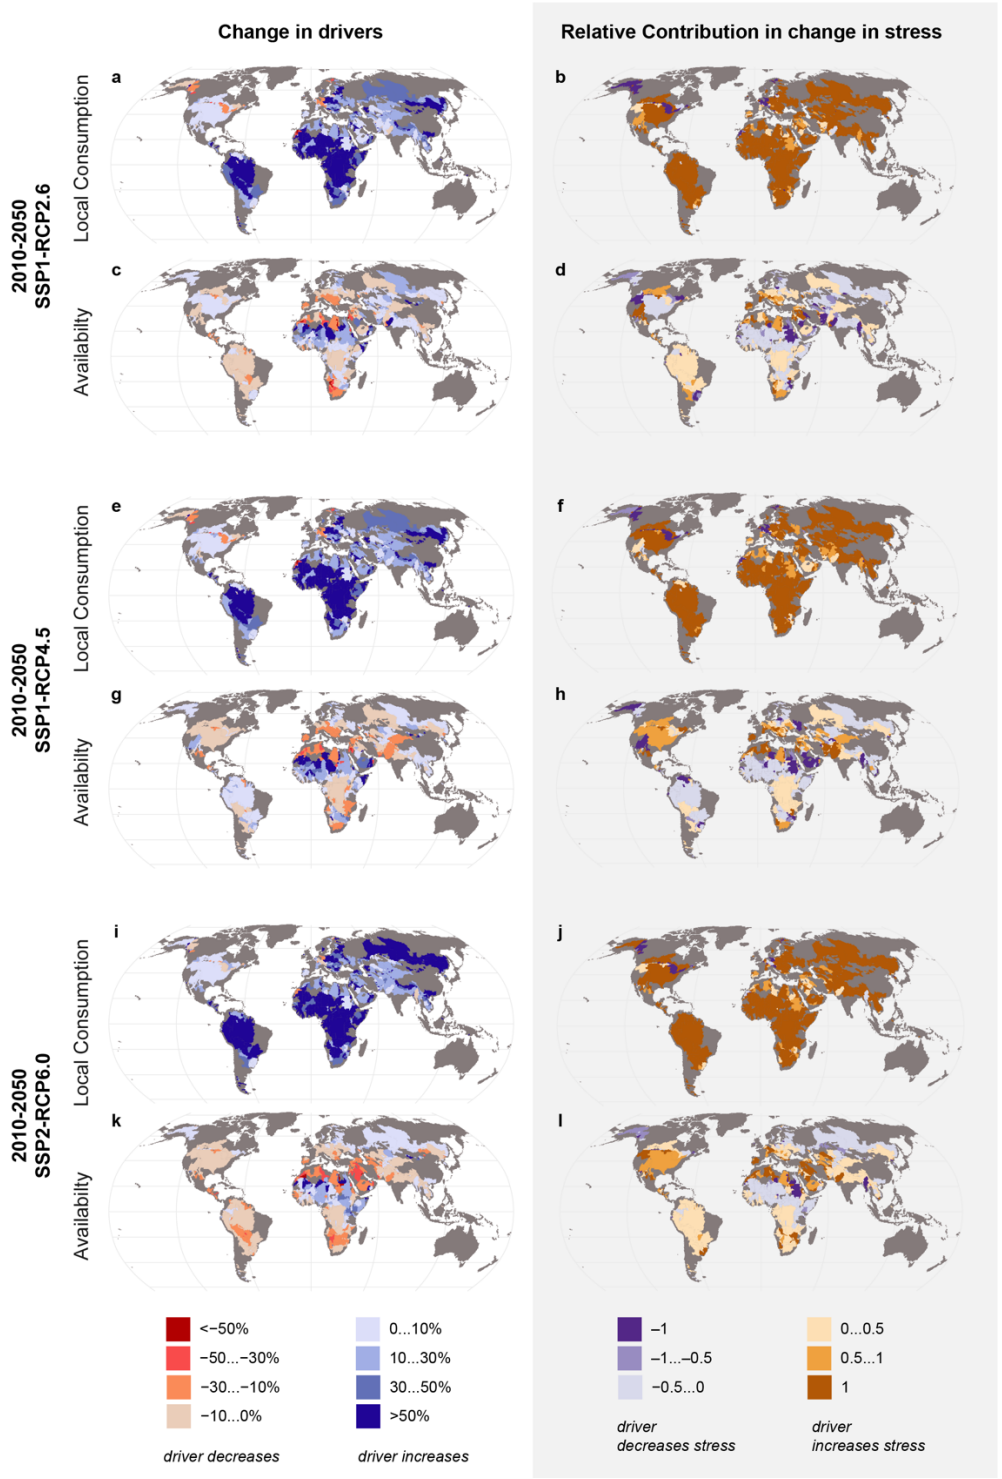 Change in drivers
Relative Contribution in change in stress
2010-2050
SSP1-RCP2.6
Local Consumption
a
b
Availability
c
d
2010-2050
SSP1-RCP4.5
Local Consumption
e
f
Availabilty
g
h
2010-2050
SSP2-RCP6.0
Local Consumption
i
j
Availabilty
k
l
<−50%
−50...−30%
−30...−10%
−10...0%
driver decreases
0...10%
10...30%
30...50%
>50%
driver increases
−1
−1...−0.5
−0.5...0
driver
decreases stress
0...0.5
0.5...1
1
driver
increases stress